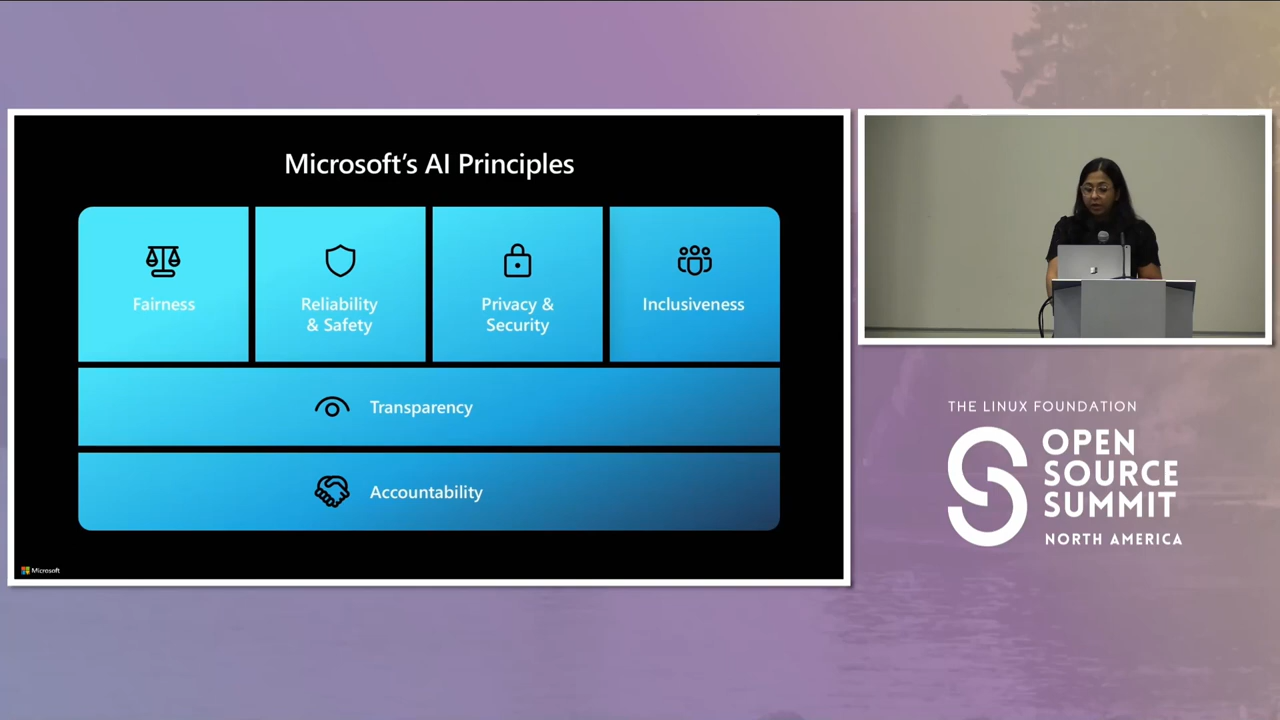 Microsoft's AI Principles
Fairness
Reliability
& Safety
Privacy &
Security
Inclusiveness
Transparency
Accountability
Microsoft
THE LINUX FOUNDATION
OPEN
SOURCE
SUMMIT
NORTH AMERICA